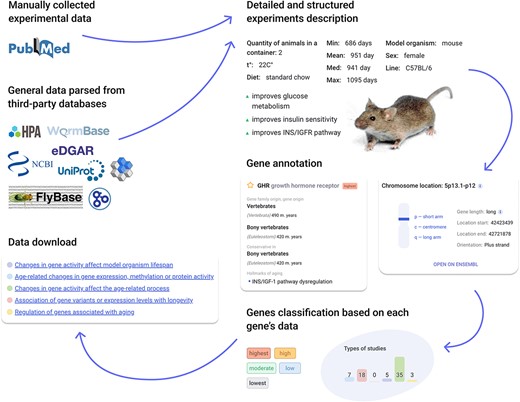 Manually collected
experimental data
PubMed
General data parsed from
third-party databases
HPA
WormBase
eDGAR
NCBI
UniProt
FlyBase
Data download
Changes in gene activity affect model organism lifespan
Age-related changes in gene expression, methylation or protein activity
Changes in gene activity affect the age-related process
Association of gene variants or expression levels with longevity
Regulation of genes associated with aging
Detailed and structured
experiments description
Quantity of animals in a
container: 2
t°: 22C°
Diet: standard chow
Min: 686 days
Mean: 951 day
Med: 941 day
Max: 1095 days
Model organism: mouse
Sex: female
Line: C57BL/6
improves glucose
metabolism
improves insulin sensitivity
improves INS/IGFR pathway
Gene annotation
GHR growth hormone receptor
highest
Gene family origin, gene origin
Vertebrates
(Vertebrata) 490 m. years
Bony vertebrates
(Euteleostomi) 420 m. years
Conservative in
Bony vertebrates
(Euteleostomi) 420 m. years
Hallmarks of aging
• INS/IGF-1 pathway dysregulation
Chromosome location: 5p13.1-p12
p — short arm
c — centromere
q — long arm
Gene length: long
Location start: 42423439
Location end: 42721878
Orientation: Plus strand
OPEN ON ENSEMBL
Genes classification based on each
gene's data
highest
high
moderate
low
lowest
Types of studies
7 18 0 5 35 3